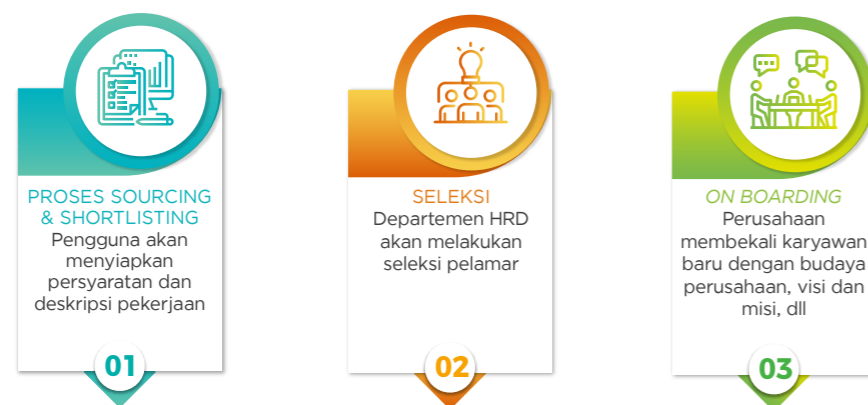 PROSES SOURCING
& SHORTLISTING
Pengguna akan
menyiapkan
persyaratan dan
deskripsi pekerjaan
01
SELEKSI
Departemen HRD
akan melakukan
seleksi pelamar
02
ON BOARDING
Perusahaan
membekali karyawan
baru dengan budaya
perusahaan, visi dan
misi, dll
03